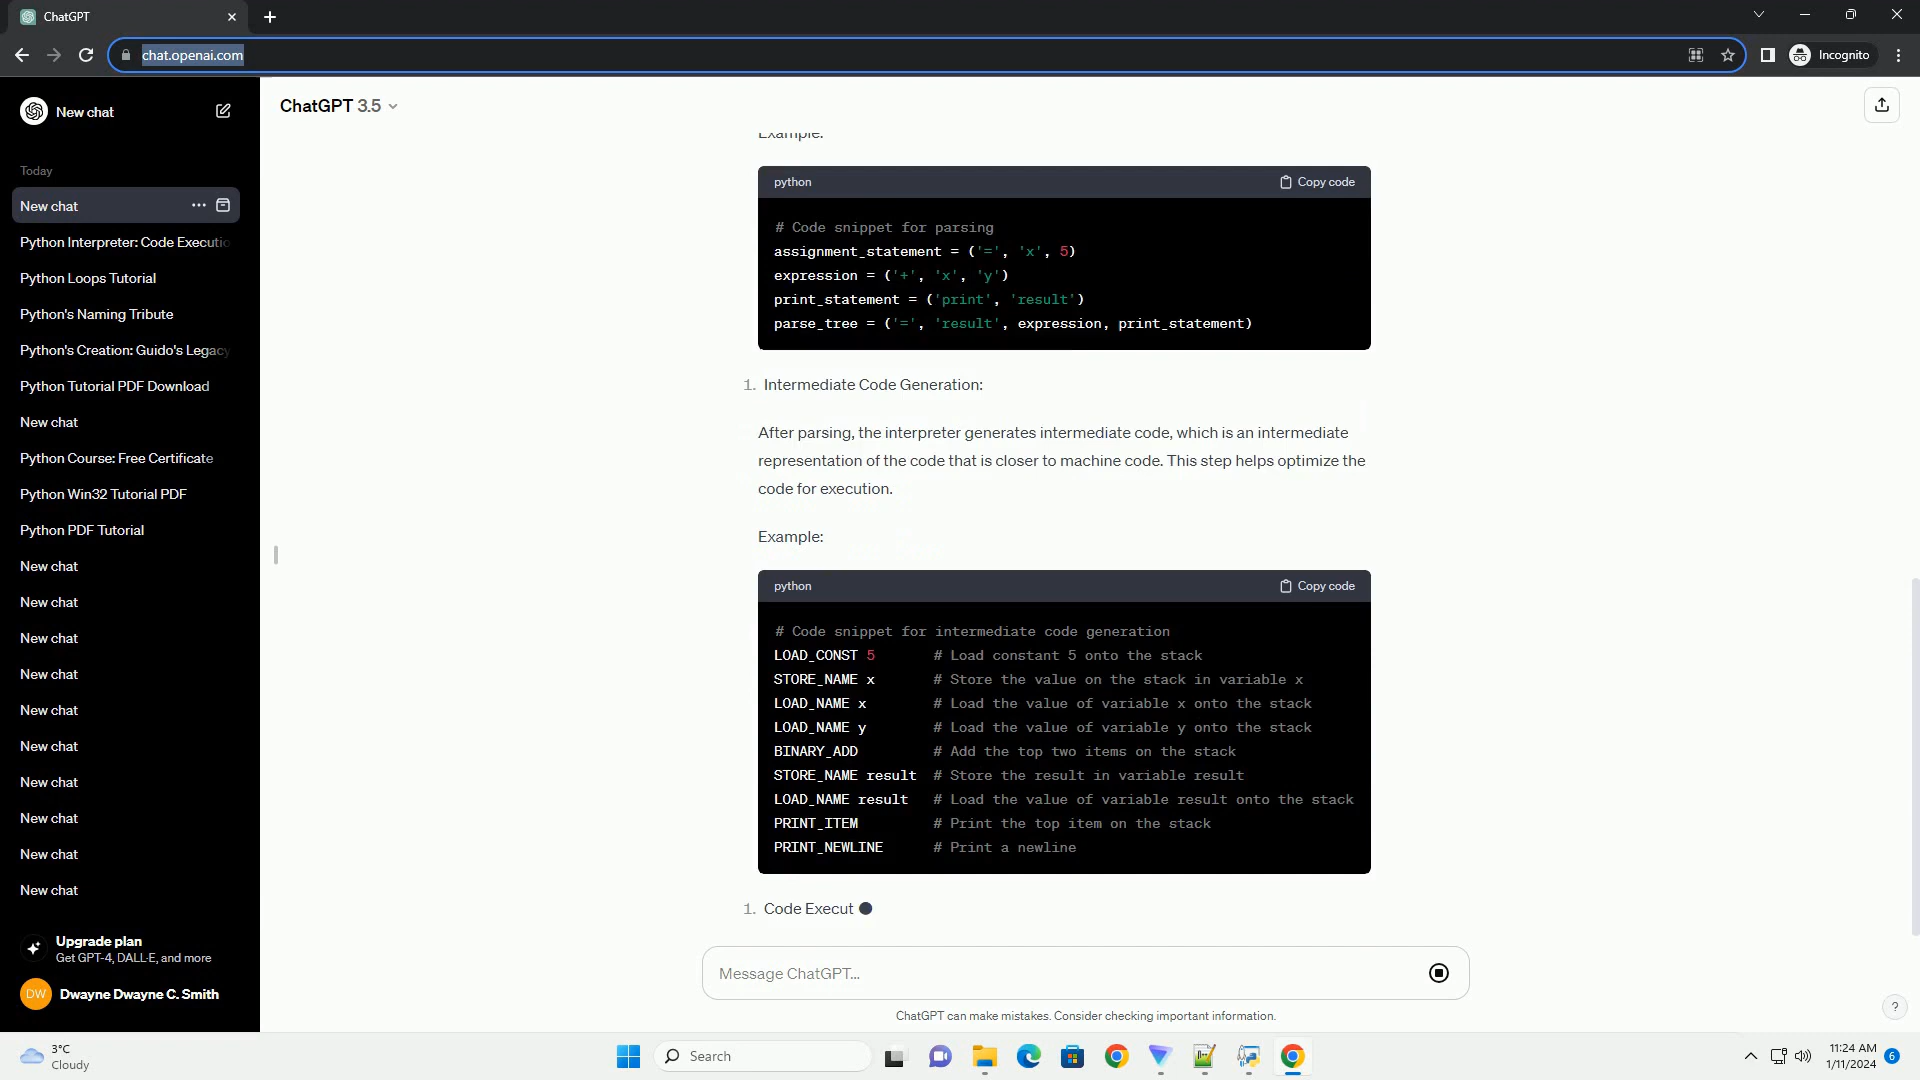 ChatGPT
chat.openai.com
Incognito
New chat
ChatGPT 3.5
Today
New chat
Python Interpreter: Code Executio
Python Loops Tutorial
Python's Naming Tribute
Python's Creation: Guido's Legacy
Python Tutorial PDF Download
New chat
Python Course: Free Certificate
Python Win32 Tutorial PDF
Python PDF Tutorial
New chat
New chat
New chat
New chat
New chat
New chat
New chat
New chat
New chat
New chat
Upgrade plan
Get GPT-4, DALL·E, and more
DW
Dwayne Dwayne C. Smith
Example:
python
Copy code
# Code snippet for parsing
assignment_statement = ('=', 'x', 5)
expression = ('+', 'x', 'y')
print_statement = ('print', 'result')
parse_tree = ('=', 'result', expression, print_statement)
1. Intermediate Code Generation:
After parsing, the interpreter generates intermediate code, which is an intermediate
representation of the code that is closer to machine code. This step helps optimize the
code for execution.
Example:
python
Copy code
# Code snippet for intermediate code generation
LOAD_CONST 5 # Load constant 5 onto the stack
STORE_NAME x # Store the value on the stack in variable x
LOAD_NAME x # Load the value of variable x onto the stack
LOAD_NAME y # Load the value of variable y onto the stack
BINARY_ADD # Add the top two items on the stack
STORE_NAME result # Store the result in variable result
LOAD_NAME result # Load the value of variable result onto the stack
PRINT_ITEM # Print the top item on the stack
PRINT_NEWLINE # Print a newline
1. Code Execut
Message ChatGPT...
ChatGPT can make mistakes. Consider checking important information.
?
3°C
Cloudy
Search
11:24 AM
1/11/2024
6